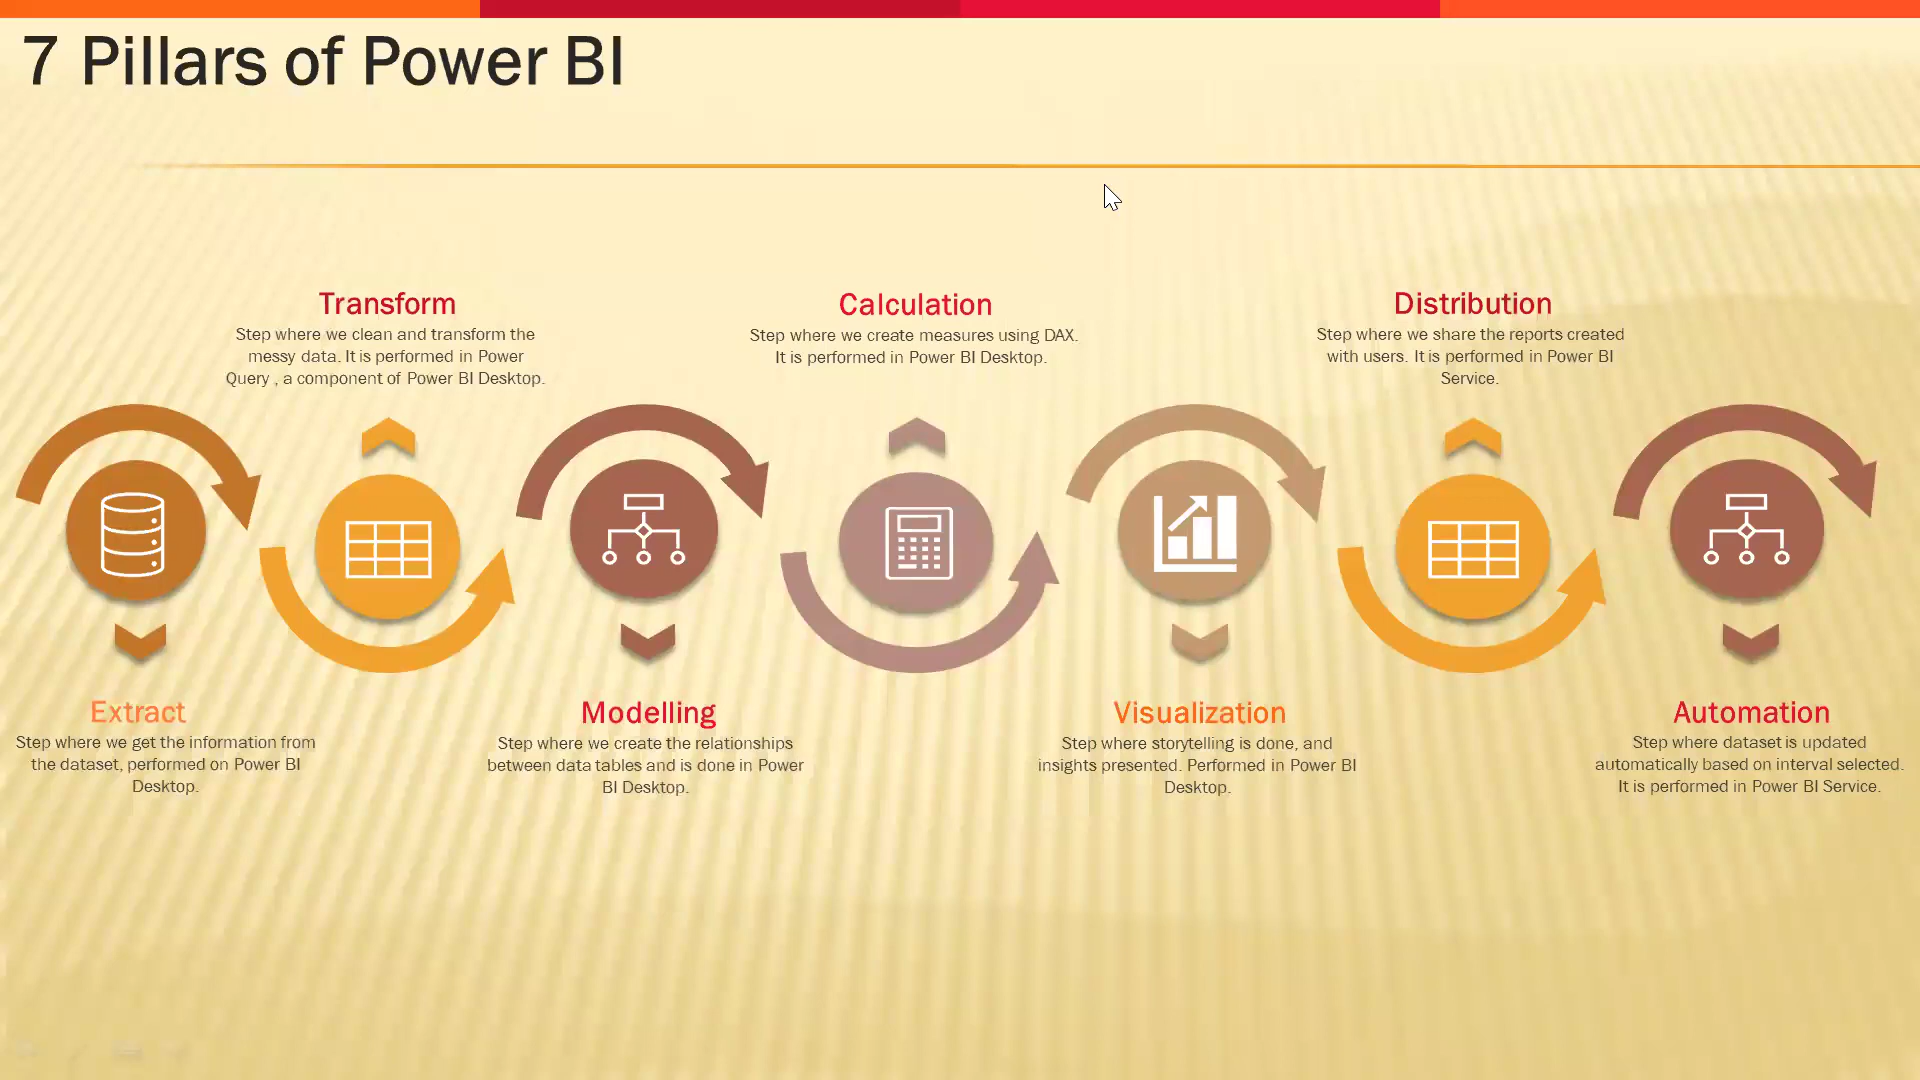 7 Pillars of Power BI
Transform
Step where we clean and transform the
messy data. It is performed in Power
Query , a component of Power BI Desktop.
Calculation
Step where we create measures using DAX.
It is performed in Power BI Desktop.
Distribution
Step where we share the reports created
with users. It is performed in Power BI
Service.
Extract
Step where we get the information from
the dataset, performed on Power BI
Desktop.
Modelling
Step where we create the relationships
between data tables and is done in Power
BI Desktop.
Visualization
Step where storytelling is done, and
insights presented. Performed in Power BI
Desktop.
Automation
Step where dataset is updated
automatically based on interval selected.
It is performed in Power BI Service.